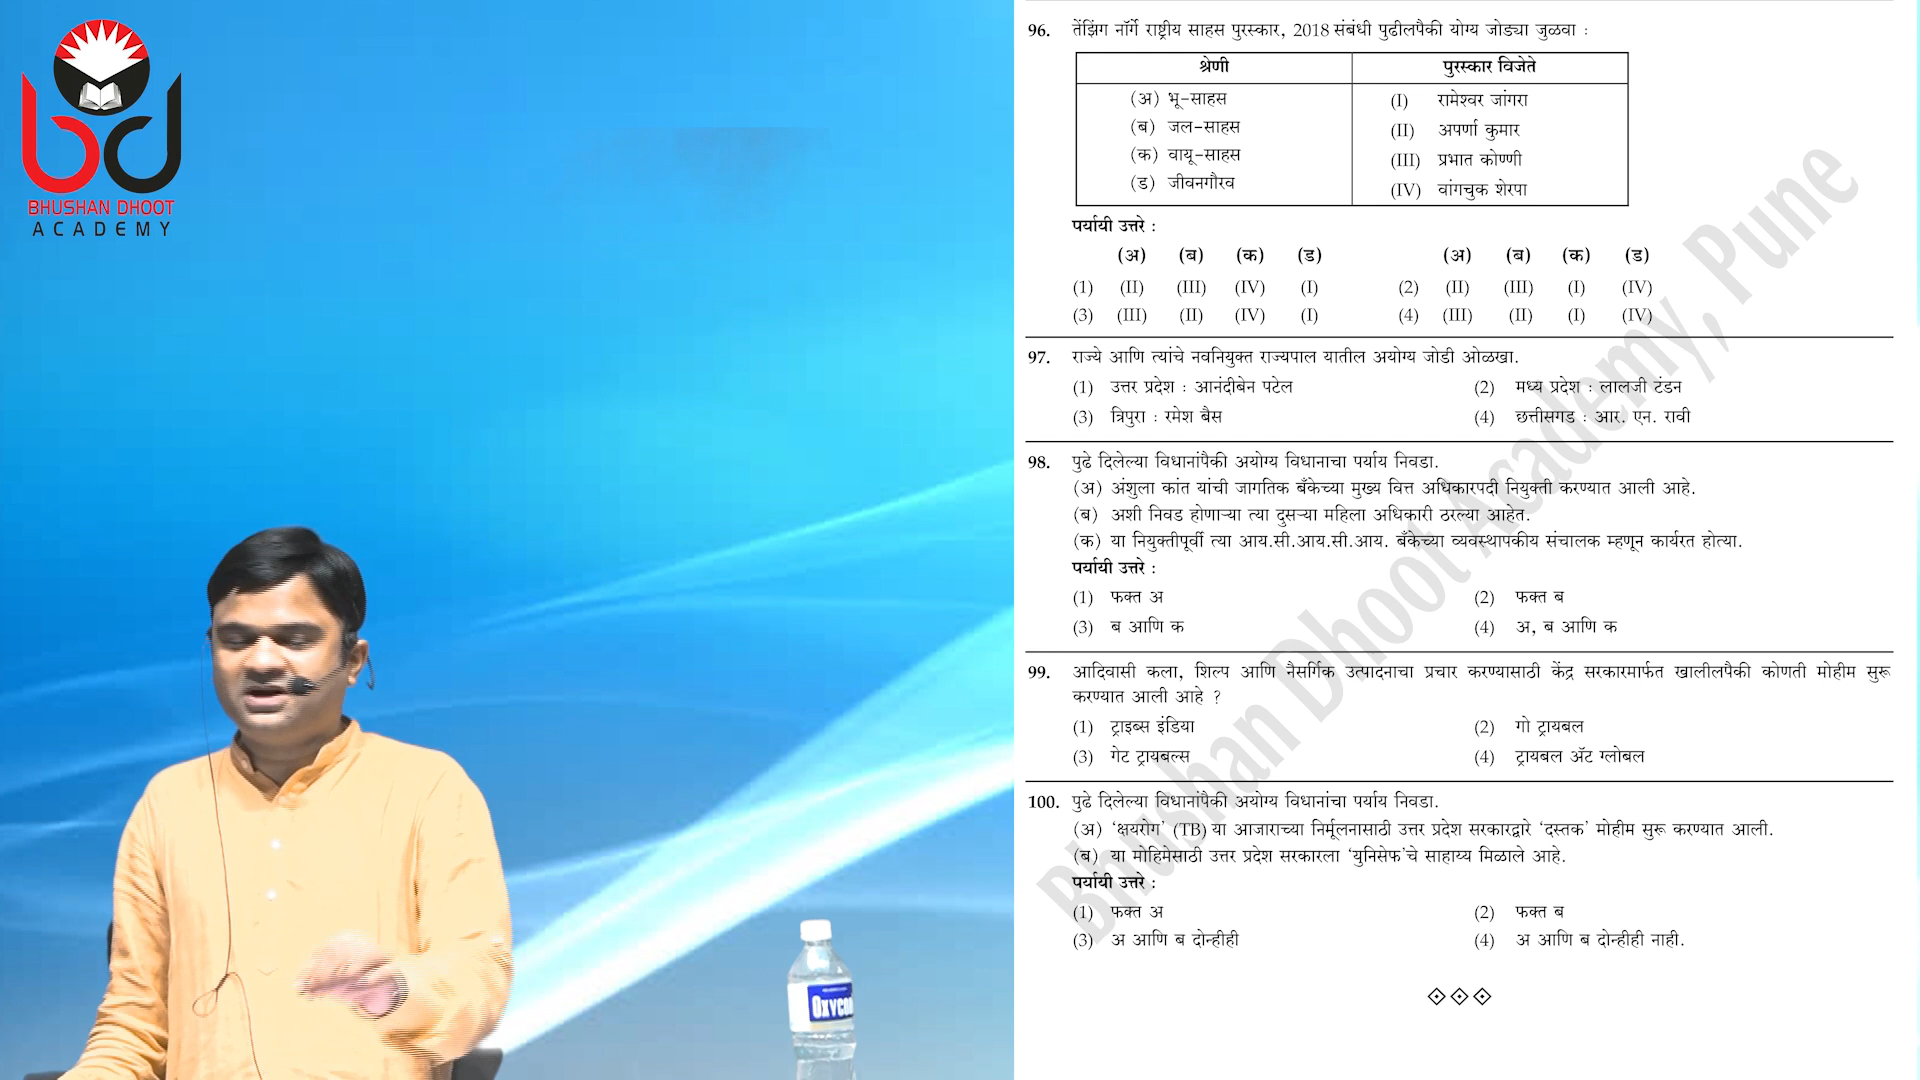 BHUSHAN DHOOT
ACADEMY
96. तेंझिंग नॉर्गे राष्ट्रीय साहस पुरस्कार, 2018 संबंधी पुढीलपैकी योग्य जोड्या जुळवा :
श्रेणी पुरस्कार विजेते
(अ) भू-साहस (I) रामेश्वर जांगरा
(ब) जल-साहस (II) अपर्णा कुमार
(क) वायू-साहस (III) प्रभात कोण्णी
(ड) जीवनगौरव (IV) वांगचुक शेरपा
पर्यायी उत्तरे :
(अ) (ब) (क) (ड) (अ) (ब) (क) (ड)
(1) (II) (III) (IV) (I) (2) (II) (III) (I) (IV)
(3) (III) (II) (IV) (I) (4) (III) (II) (I) (IV)
97. राज्ये आणि त्यांचे नवनियुक्त राज्यपाल यातील अयोग्य जोडी ओळखा.
(1) उत्तर प्रदेश : आनंदीबेन पटेल (2) मध्य प्रदेश : लालजी टंडन
(3) त्रिपुरा : रमेश बैस (4) छत्तीसगड : आर. एन. रावी
98. पुढे दिलेल्या विधानांपैकी अयोग्य विधानाचा पर्याय निवडा.
(अ) अंशुला कांत यांची जागतिक बँकेच्या मुख्य वित्त अधिकारपदी नियुक्ती करण्यात आली आहे.
(ब) अशी निवड होणाऱ्या त्या दुसऱ्या महिला अधिकारी ठरल्या आहेत.
(क) या नियुक्तीपूर्वी त्या आय.सी.आय.सी.आय. बँकेच्या व्यवस्थापकीय संचालक म्हणून कार्यरत होत्या.
पर्यायी उत्तरे :
(1) फक्त अ (2) फक्त ब
(3) ब आणि क (4) अ, ब आणि क
99. आदिवासी कला, शिल्प आणि नैसर्गिक उत्पादनाचा प्रचार करण्यासाठी केंद्र सरकारमार्फत खालीलपैकी कोणती मोहीम सुरू
करण्यात आली आहे ?
(1) ट्राइब्स इंडिया (2) गो ट्रायबल
(3) गेट ट्रायबल्स (4) ट्रायबल ॲट ग्लोबल
100. पुढे दिलेल्या विधानांपैकी अयोग्य विधानांचा पर्याय निवडा.
(अ) ‘क्षयरोग’ (TB) या आजाराच्या निर्मूलनासाठी उत्तर प्रदेश सरकारद्वारे ‘दस्तक’ मोहीम सुरू करण्यात आली.
(ब) या मोहिमेसाठी उत्तर प्रदेश सरकारला ‘युनिसेफ’चे साहाय्य मिळाले आहे.
पर्यायी उत्तरे :
(1) फक्त अ (2) फक्त ब
(3) अ आणि ब दोन्हीही (4) अ आणि ब दोन्हीही नाही.
Bhushan Dhoot Academy, Pune